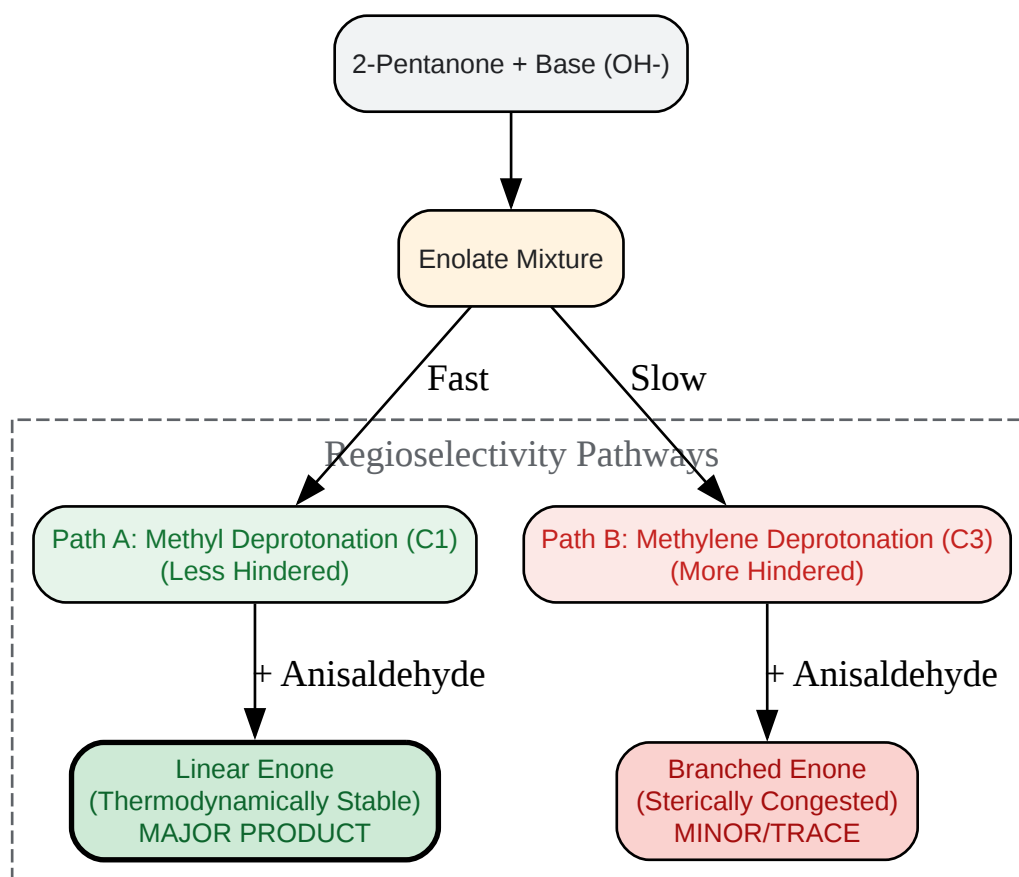 2-Pentanone + Base (OH-)
Enolate Mixture
Fast
Slow
Regioselectivity Pathways
Path A: Methyl Deprotonation (C1)
(Less Hindered)
Path B: Methylene Deprotonation (C3)
(More Hindered)
+ Anisaldehyde
+ Anisaldehyde
Linear Enone
(Thermodynamically Stable)
MAJOR PRODUCT
Branched Enone
(Sterically Congested)
MINOR/TRACE